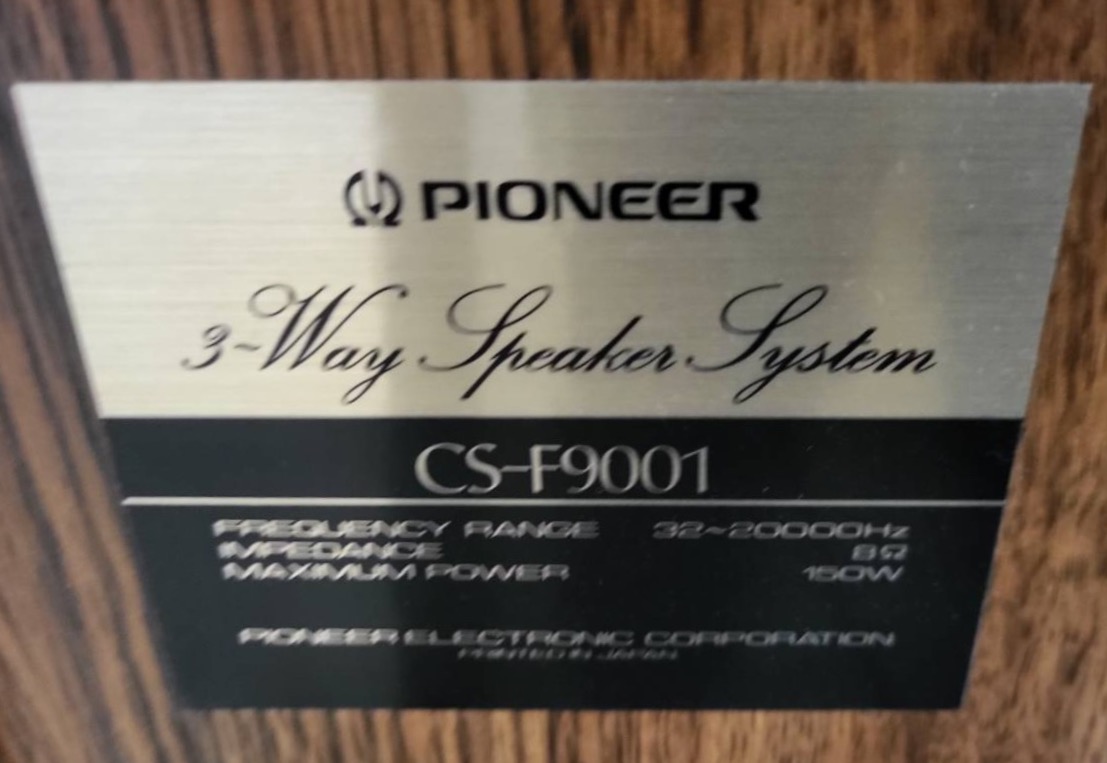 PIONEER
3~Way Speaker System
CS-F9001
FREQUENCY RANGE 32~20000Hz
IMPEDANCE 8Ω
MAXIMUM POWER 150W
PIONEER ELECTRONIC CORPORATION
PRINTED IN JAPAN